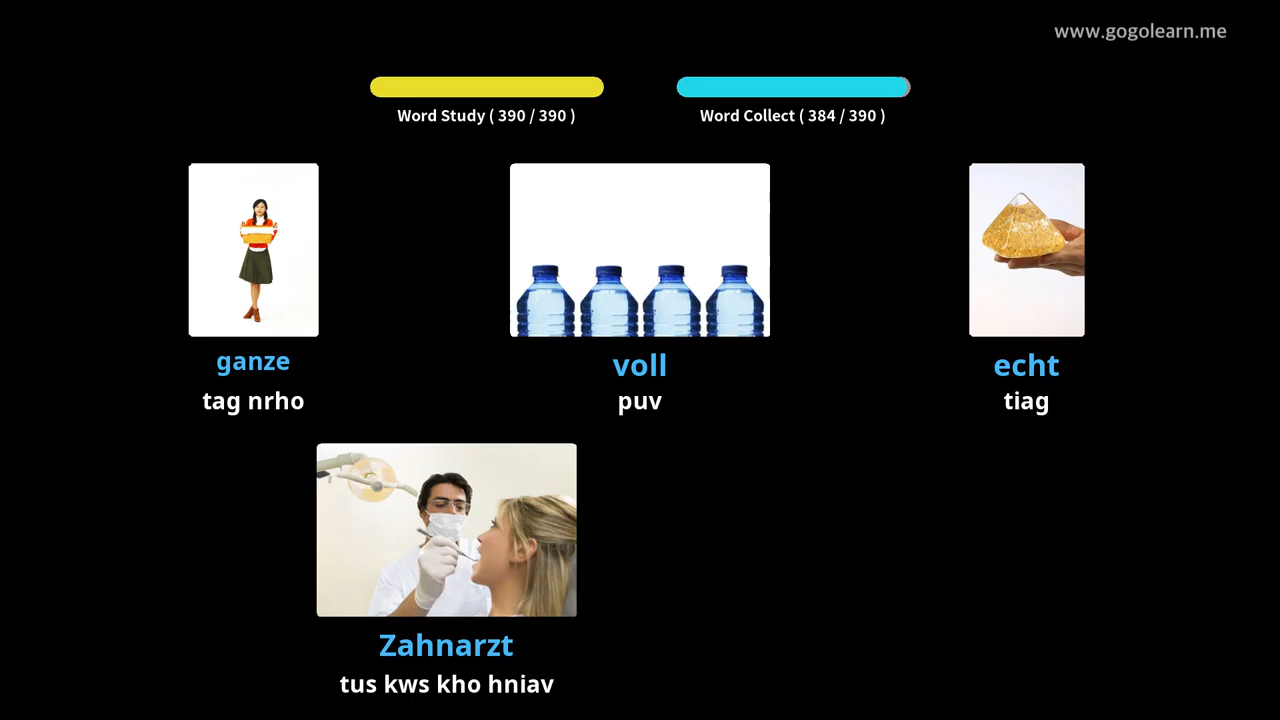 www.gogolearn.me
Word Study ( 390 / 390 )
Word Collect ( 384 / 390 )
ganze
tag nrho
voll
puv
echt
tiag
Zahnarzt
tus kws kho hniav